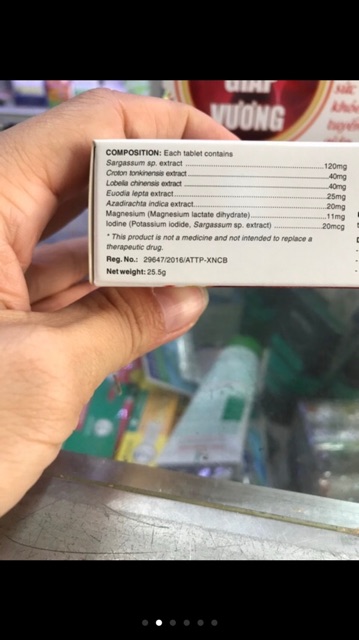 GIÁP
VƯƠNG
sức
COMPOSITION: Each tablet contains
Sargassum sp. extract ....................................................120mg
Croton tonkinensis extract ................................................40mg
Lobelia chinensis extract ..................................................40mg
Euodia lepta extract..........................................................25mg
Azadirachta indica extract.................................................20mg
Magnesium (Magnesium lactate dihydrate)........................11mg
Iodine (Potassium iodide, Sargassum sp. extract) ...............20mcg
* This product is not a medicine and not intended to replace a
therapeutic drug.
Reg. No.: 29647/2016/ATTP-XNCB
Net weight: 25.5g